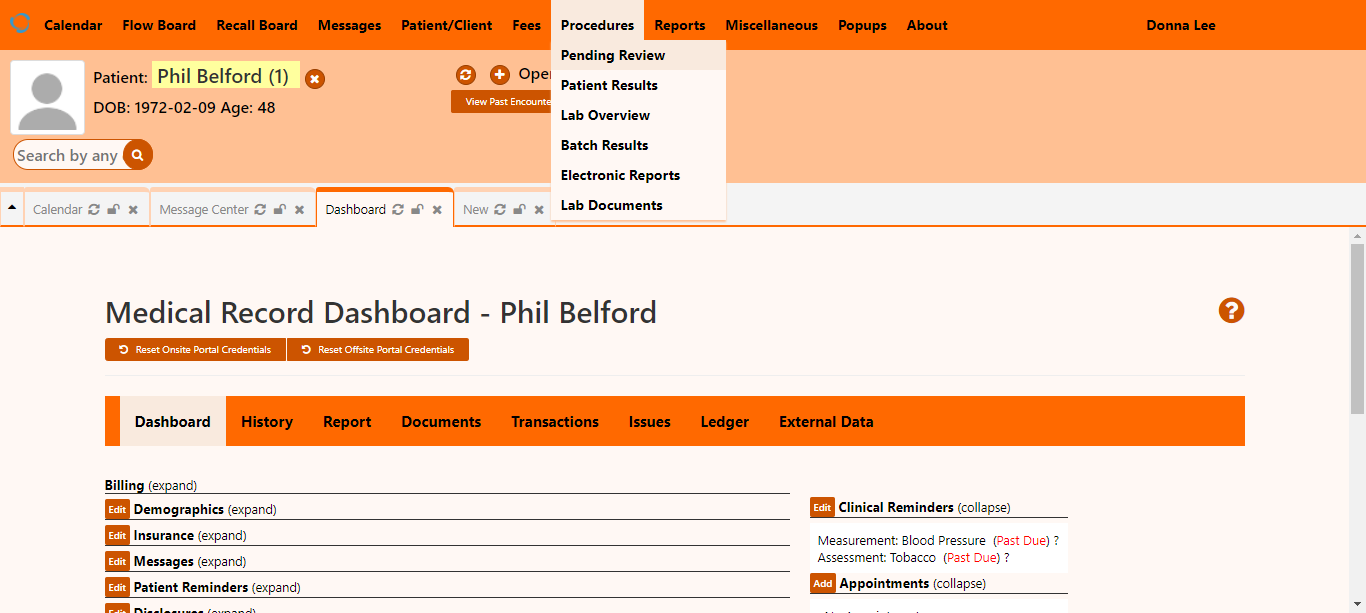 Calendar Flow Board Recall Board Messages Patient/Client Fees Procedures Reports Miscellaneous Popups About Donna Lee
Pending Review
Patient Results
Lab Overview
Batch Results
Electronic Reports
Lab Documents
Patient: Phil Belford (1)
DOB: 1972-02-09 Age: 48
Search by any
View Past
Calendar Message Center Dashboard New
Medical Record Dashboard - Phil Belford
?
Reset Onsite Portal Credentials Reset Offsite Portal Credentials
Dashboard History Report Documents Transactions Issues Ledger External Data
Billing (expand)
Edit Demographics (expand)
Edit Insurance (expand)
Edit Messages (expand)
Edit Patient Reminders (expand)
Edit Disclosures (expand)
Edit Clinical Reminders (collapse)
Measurement: Blood Pressure (Past Due) ?
Assessment: Tobacco (Past Due) ?
Add Appointments (collapse)